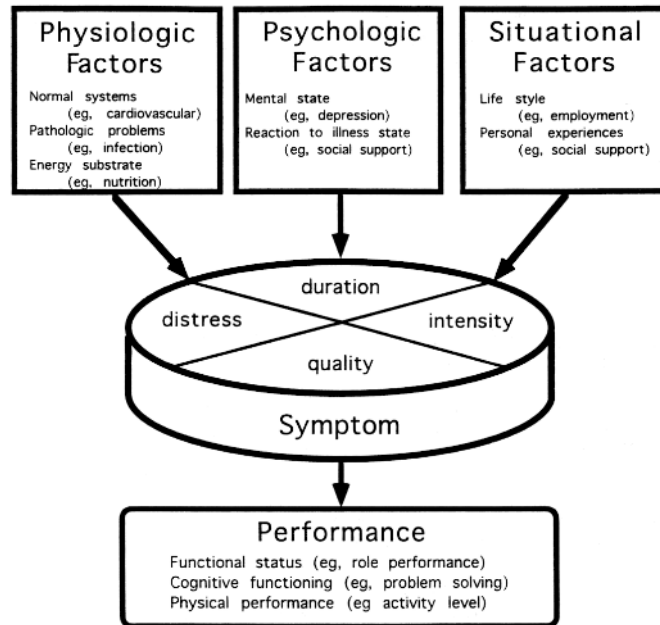 Physiologic
Factors
Normal systems
(eg, cardiovascular)
Pathologic problems
(eg, infection)
Energy substrate
(eg, nutrition)
Psychologic
Factors
Mental state
(eg, depression)
Reaction to illness state
(eg, social support)
Situational
Factors
Life style
(eg, employment)
Personal experiences
(eg, social support)
duration
distress
intensity
quality
Symptom
Performance
Functional status (eg, role performance)
Cognitive functioning (eg, problem solving)
Physical performance (eg activity level)